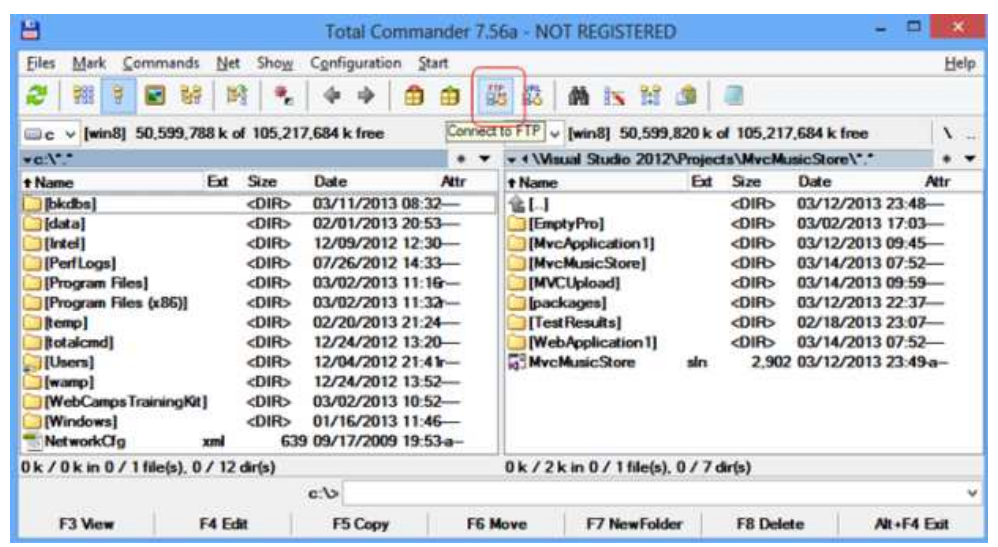 Total Commander 7.56a - NOT REGISTERED
Files Mark Commands Net Show Configuration Start Help
FTP
c [win8] 50,599,788 k of 105,217,684 k free
Connect to FTP
[win8] 50,599,820 k of 105,217,684 k free \ ..
c:\*.*
\Visual Studio 2012\Projects\MvcMusicStore\*.*
Name Ext Size Date Attr
[bkdbs] <DIR> 03/11/2013 08:32----
[data] <DIR> 02/01/2013 20:53----
[Intel] <DIR> 12/09/2012 12:30----
[PerfLogs] <DIR> 07/26/2012 14:33----
[Program Files] <DIR> 03/02/2013 11:16r---
[Program Files (x86)] <DIR> 03/02/2013 11:32r---
[temp] <DIR> 02/20/2013 21:24----
[totalcmd] <DIR> 12/24/2012 13:20----
[Users] <DIR> 12/04/2012 21:41r---
[wamp] <DIR> 12/24/2012 13:52----
[WebCampsTrainingKit] <DIR> 03/02/2013 10:52----
[Windows] <DIR> 01/16/2013 11:46----
NetworkCfg xml 639 09/17/2009 19:53-a--
0 k / 0 k in 0 / 1 file(s), 0 / 12 dir(s)
Name Ext Size Date Attr
[..] <DIR> 03/12/2013 23:48----
[EmptyPro] <DIR> 03/02/2013 17:03----
[MvcApplication1] <DIR> 03/12/2013 09:45----
[MvcMusicStore] <DIR> 03/14/2013 07:52----
[MVCUpload] <DIR> 03/14/2013 09:59----
[packages] <DIR> 03/12/2013 22:37----
[TestResults] <DIR> 02/18/2013 23:07----
[WebApplication1] <DIR> 03/14/2013 07:52----
MvcMusicStore sln 2,902 03/12/2013 23:49-a--
0 k / 2 k in 0 / 1 file(s), 0 / 7 dir(s)
c:\>
F3 View F4 Edit F5 Copy F6 Move F7 NewFolder F8 Delete Alt+F4 Exit